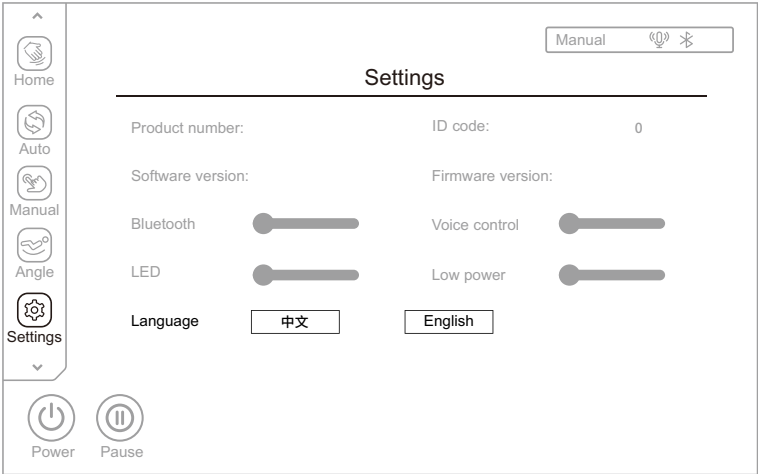 Manual
Settings
Home
Auto
Manual
Angle
Settings
Product number:
ID code: 0
Software version:
Firmware version:
Bluetooth
Voice control
LED
Low power
Language 中文 English
Power
Pause